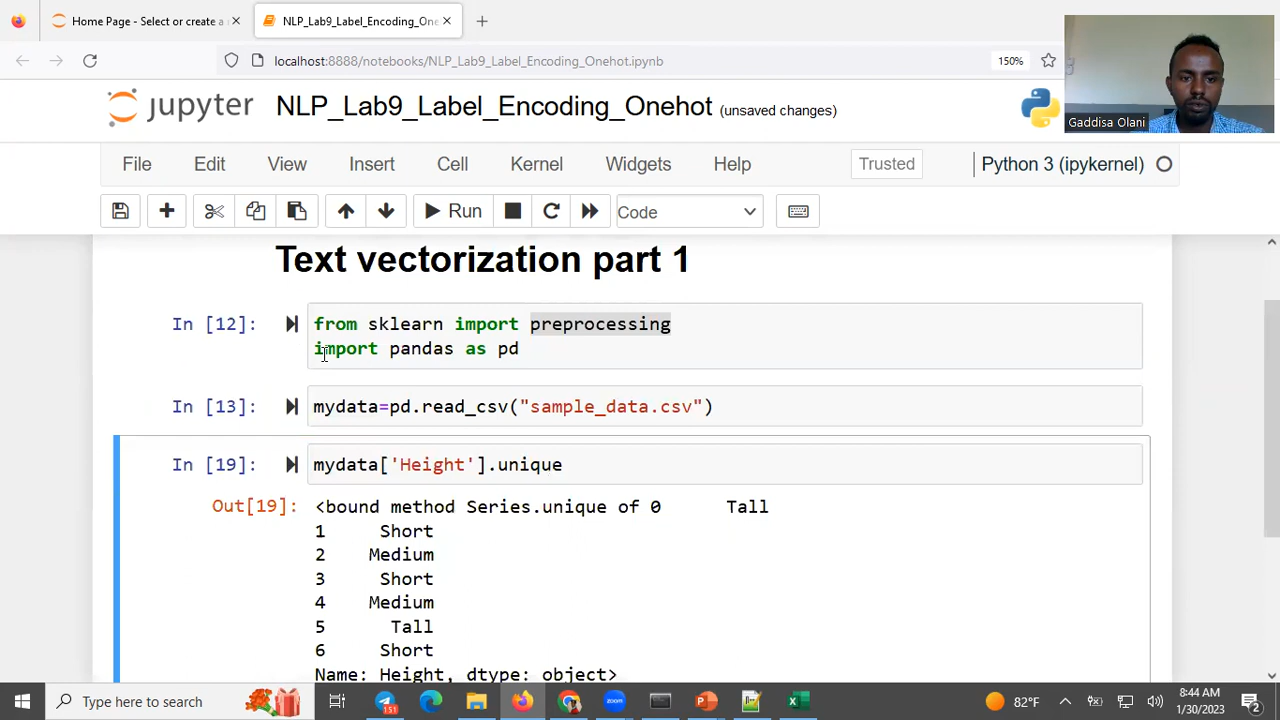 Home Page - Select or create a
NLP_Lab9_Label_Encoding_One
localhost:8888/notebooks/NLP_Lab9_Label_Encoding_Onehot.ipynb
150%
Gaddisa Olani
jupyter
NLP_Lab9_Label_Encoding_Onehot (unsaved changes)
File Edit View Insert Cell Kernel Widgets Help
Trusted
Python 3 (ipykernel)
Run
Code
Text vectorization part 1
In [12]: from sklearn import preprocessing
import pandas as pd
In [13]: mydata=pd.read_csv("sample_data.csv")
In [19]: mydata['Height'].unique
Out[19]: <bound method Series.unique of 0 Tall
1 Short
2 Medium
3 Short
4 Medium
5 Tall
6 Short
Name: Height, dtype: object>
Type here to search
151
zoom
82°F
8:44 AM
1/30/2023
2